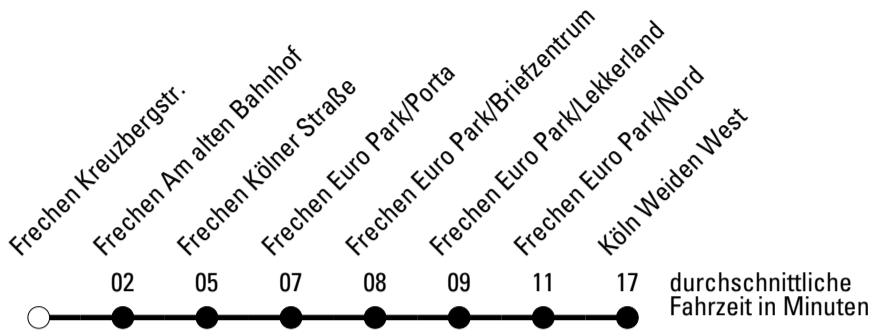 Frechen Kreuzbergstr.
Frechen Am alten Bahnhof
Frechen Kölner Straße
Frechen Euro Park/Porta
Frechen Euro Park/Briefzentrum
Frechen Euro Park/Lekkerland
Frechen Euro Park/Nord
Köln Weiden West
02 05 07 08 09 11 17
durchschnittliche
Fahrzeit in Minuten